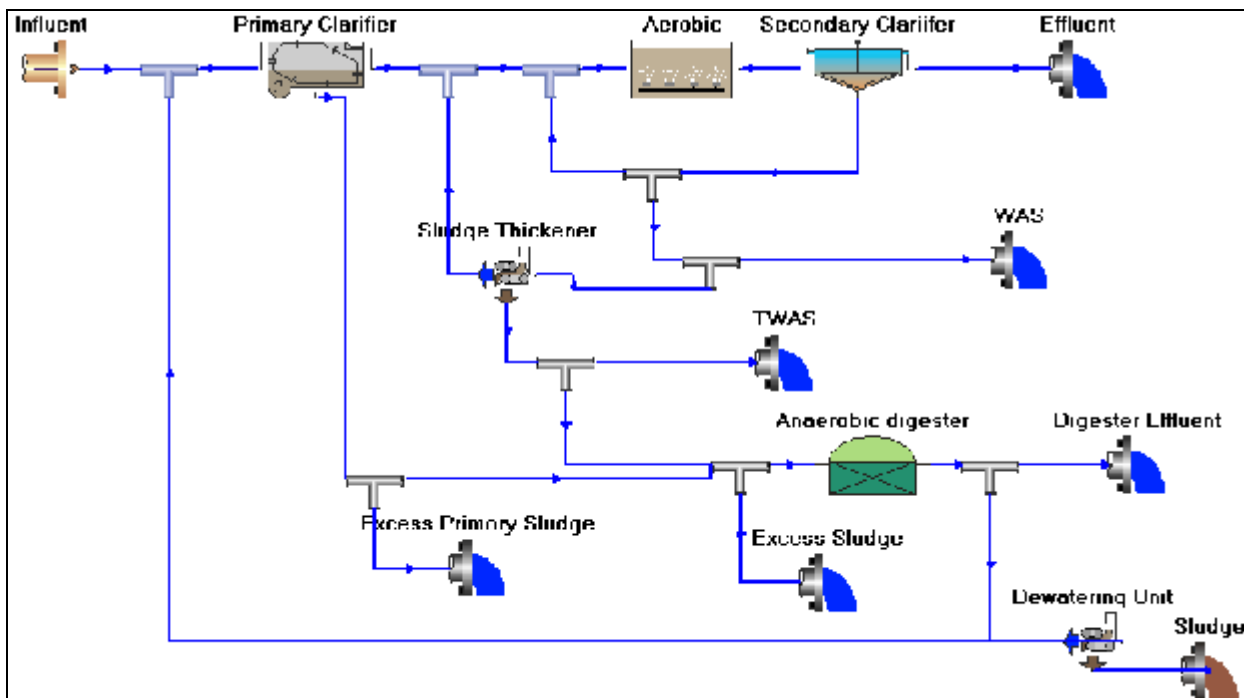 Influent
Primary Clarifier
Aerobic
Secondary Clariifer
Effluent
WAS
Sludge Thickener
TWAS
Anaerobic digester
Digester Effluent
Excess Primary Sludge
Excess Sludge
Dewatering Unit
Sludge